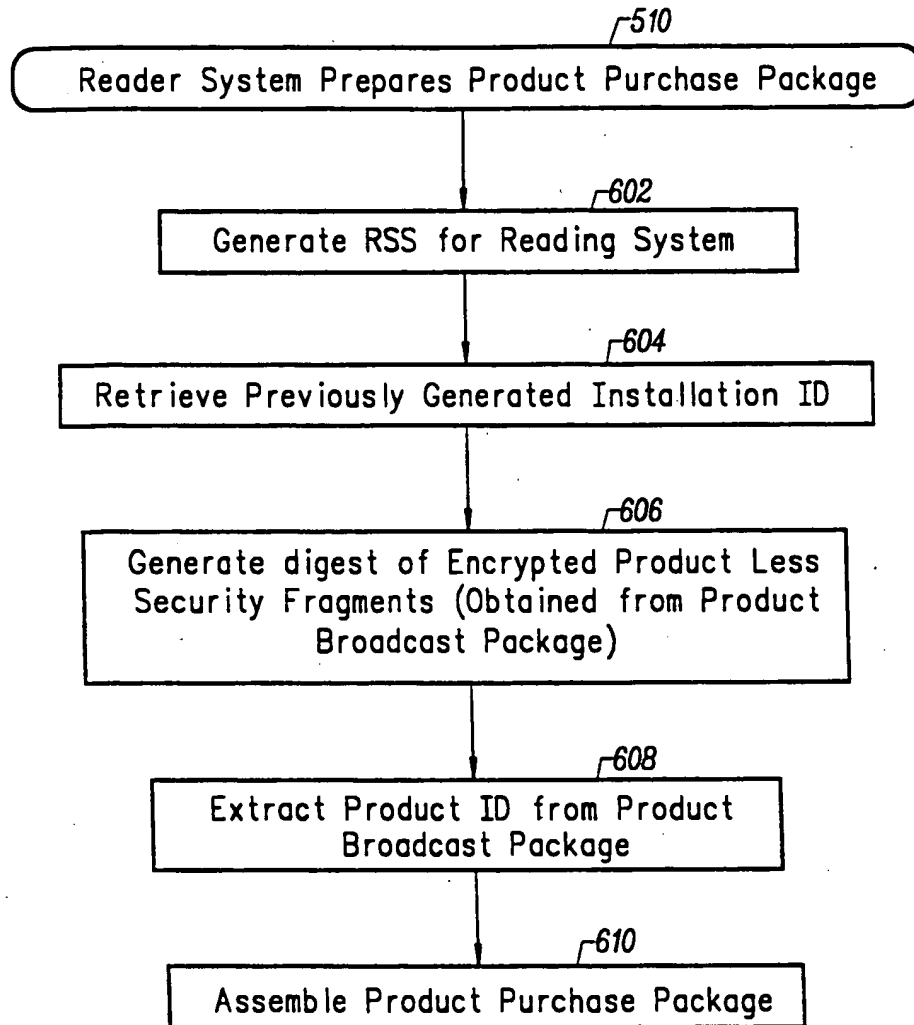 510
Reader System Prepares Product Purchase Package
602
Generate RSS for Reading System
604
Retrieve Previously Generated Installation ID
606
Generate digest of Encrypted Product Less
Security Fragments (Obtained from Product
Broadcast Package)
608
Extract Product ID from Product
Broadcast Package
610
Assemble Product Purchase Package